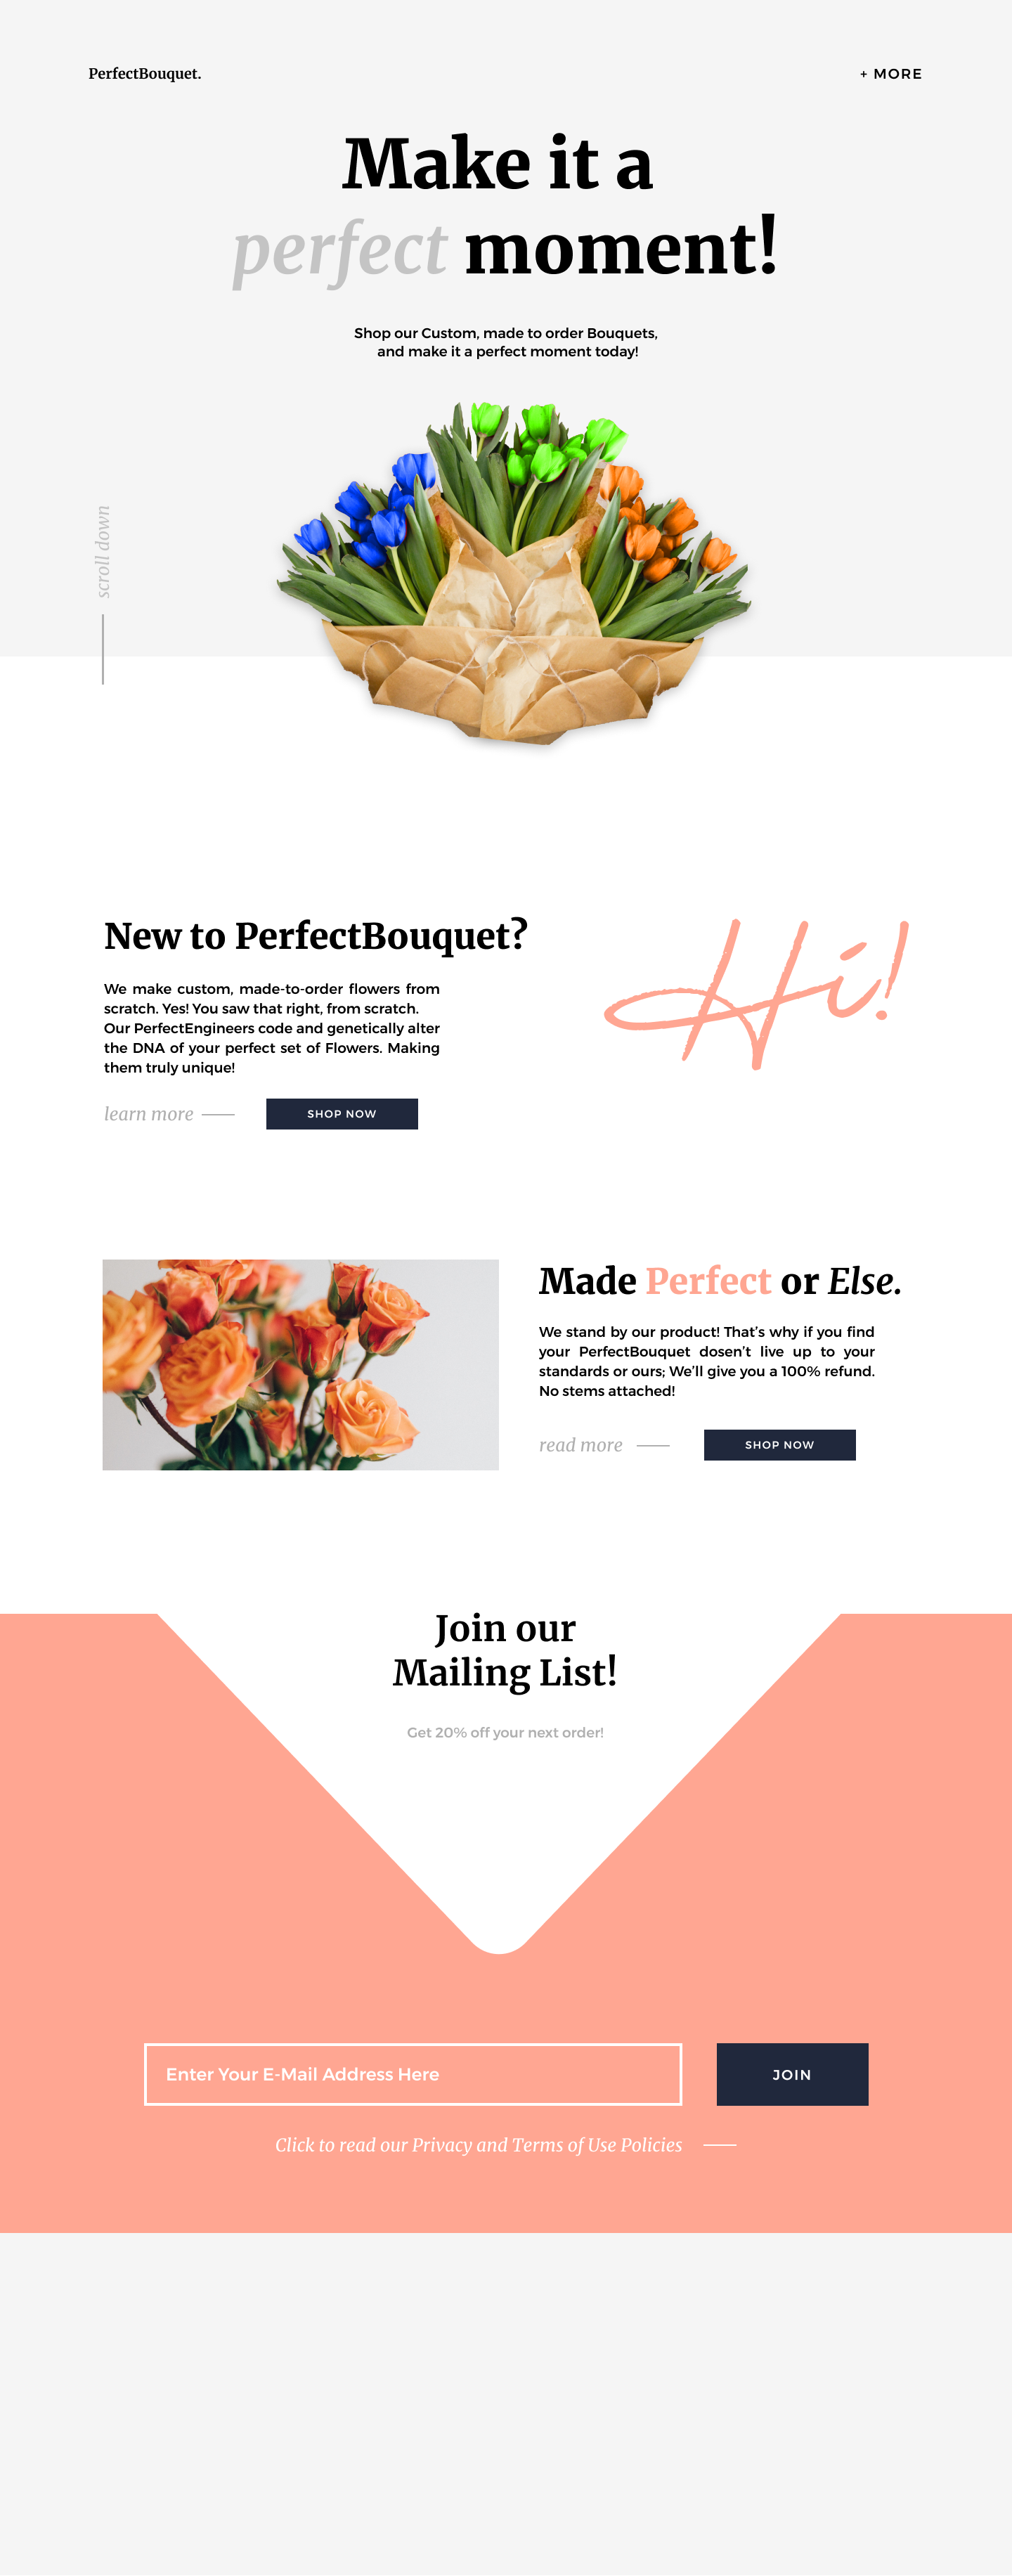 PerfectBouquet.
+ MORE
Make it a
perfect moment!
Shop our Custom, made to order Bouquets,
and make it a perfect moment today!
scroll down
New to PerfectBouquet?
Hi!
We make custom, made-to-order flowers from
scratch. Yes! You saw that right, from scratch.
Our PerfectEngineers code and genetically alter
the DNA of your perfect set of Flowers. Making
them truly unique!
learn more
SHOP NOW
Made Perfect or Else.
We stand by our product! That’s why if you find
your PerfectBouquet dosen’t live up to your
standards or ours; We’ll give you a 100% refund.
No stems attached!
read more
SHOP NOW
Join our
Mailing List!
Get 20% off your next order!
Enter Your E-Mail Address Here
JOIN
Click to read our Privacy and Terms of Use Policies